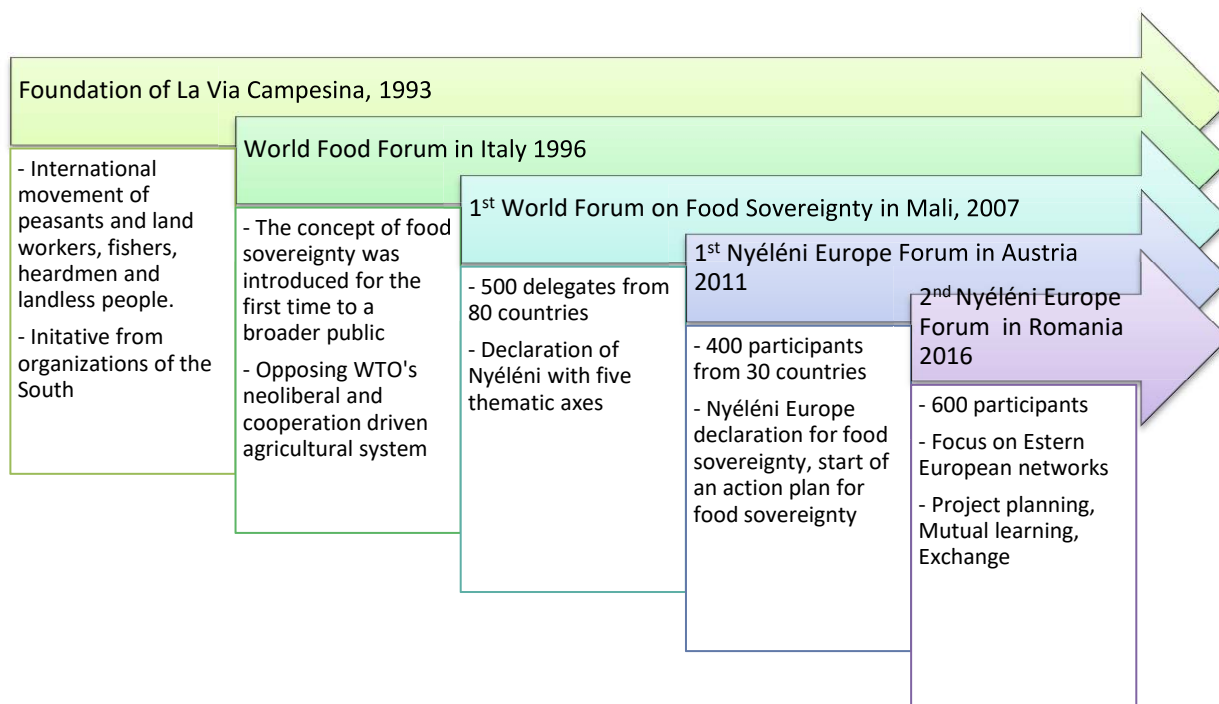 Foundation of La Via Campesina, 1993
- International
movement of
peasants and land
workers, fishers,
heardmen and
landless people.
- Initative from
organizations of the
South
World Food Forum in Italy 1996
- The concept of food
sovereignty was
introduced for the
first time to a
broader public
- Opposing WTO's
neoliberal and
cooperation driven
agricultural system
1st World Forum on Food Sovereignty in Mali, 2007
- 500 delegates from
80 countries
- Declaration of
Nyéléni with five
thematic axes
1st Nyéléni Europe Forum in Austria
2011
- 400 participants
from 30 countries
- Nyéléni Europe
declaration for food
sovereignty, start of
an action plan for
food sovereignty
2nd Nyéléni Europe
Forum  in Romania
2016
- 600 participants
- Focus on Estern
European networks
- Project planning,
Mutual learning,
Exchange